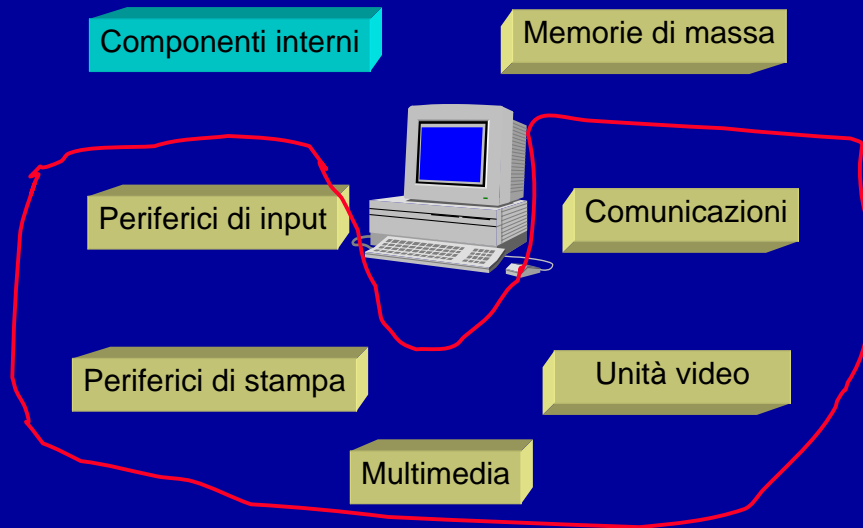 Componenti interni
Memorie di massa
Periferici di input
Comunicazioni
Periferici di stampa
Unità video
Multimedia